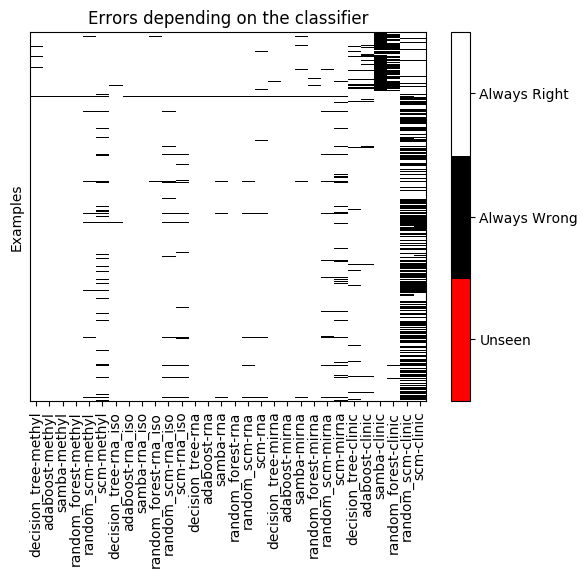 Errors depending on the classifier
Examples
decision_tree-methyl
adaboost-methyl
samba-methyl
random_forest-methyl
random_scm-methyl
scm-methyl
decision_tree-rna_iso
adaboost-rna_iso
samba-rna_iso
random_forest-rna_iso
random_scm-rna_iso
scm-rna_iso
decision_tree-rna
adaboost-rna
samba-rna
random_forest-rna
random_scm-rna
scm-rna
decision_tree-mirna
adaboost-mirna
samba-mirna
random_forest-mirna
random_scm-mirna
scm-mirna
decision_tree-clinic
adaboost-clinic
samba-clinic
random_forest-clinic
random_scm-clinic
scm-clinic
Always Right
Always Wrong
Unseen